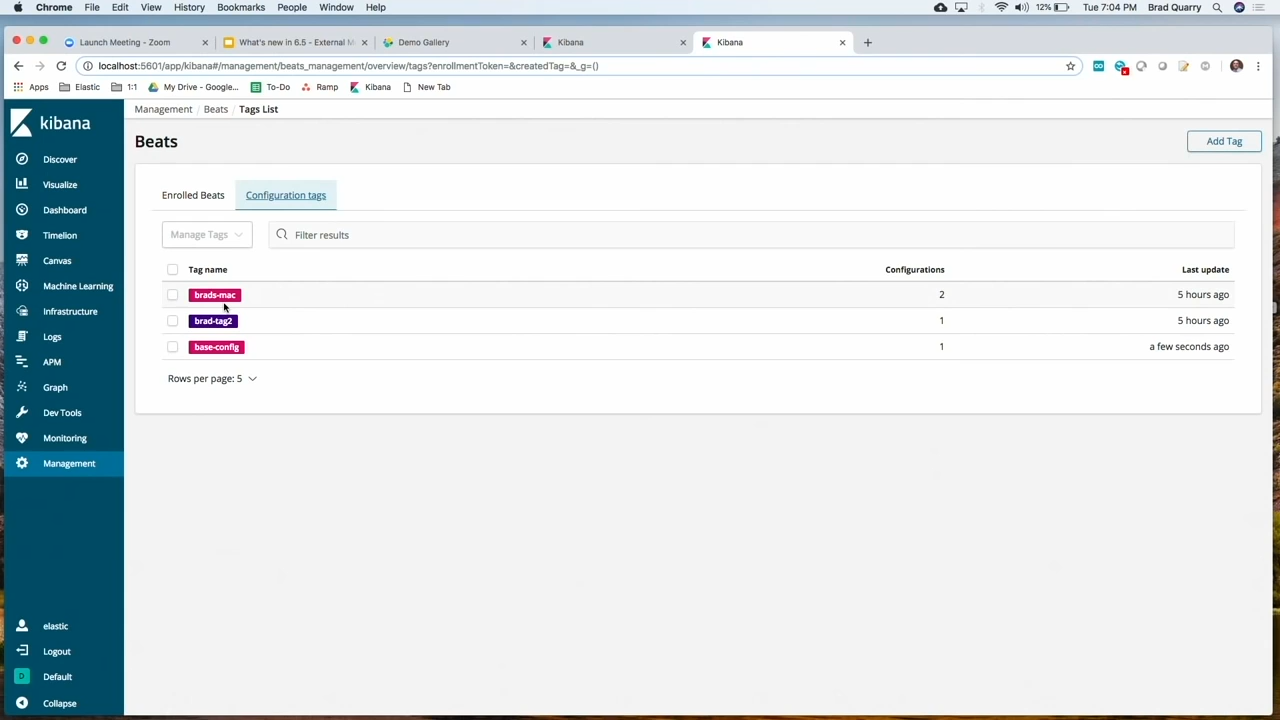 Chrome File Edit View History Bookmarks People Window Help 12% Tue 7:04 PM Brad Quarry
Launch Meeting - Zoom What's new in 6.5 - External M Demo Gallery Kibana Kibana
localhost:5601/app/kibana#/management/beats_management/overview/tags?enrollmentToken=&createdTag=&_g=()
Apps Elastic 1:1 My Drive - Google... To-Do Ramp Kibana New Tab
kibana
Discover
Visualize
Dashboard
Timelion
Canvas
Machine Learning
Infrastructure
Logs
APM
Graph
Dev Tools
Monitoring
Management
elastic
Logout
D Default
Collapse
Management / Beats / Tags List
Beats
Add Tag
Enrolled Beats Configuration tags
Manage Tags Filter results
Tag name Configurations Last update
brads-mac 2 5 hours ago
brad-tag2 1 5 hours ago
base-config 1 a few seconds ago
Rows per page: 5